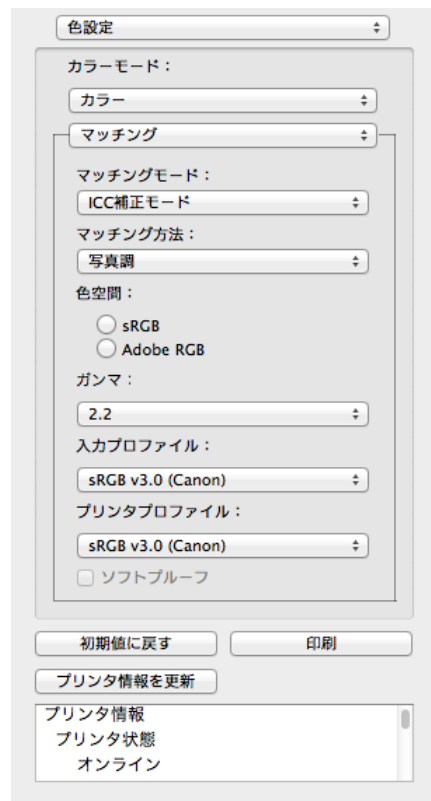 色設定
カラーモード：
カラー
マッチング
マッチングモード：
ICC補正モード
マッチング方法：
写真調
色空間：
sRGB
Adobe RGB
ガンマ：
2.2
入力プロファイル：
sRGB v3.0 (Canon)
プリンタプロファイル：
sRGB v3.0 (Canon)
ソフトプルーフ
初期値に戻す 印刷
プリンタ情報を更新
プリンタ情報
プリンタ状態
オンライン